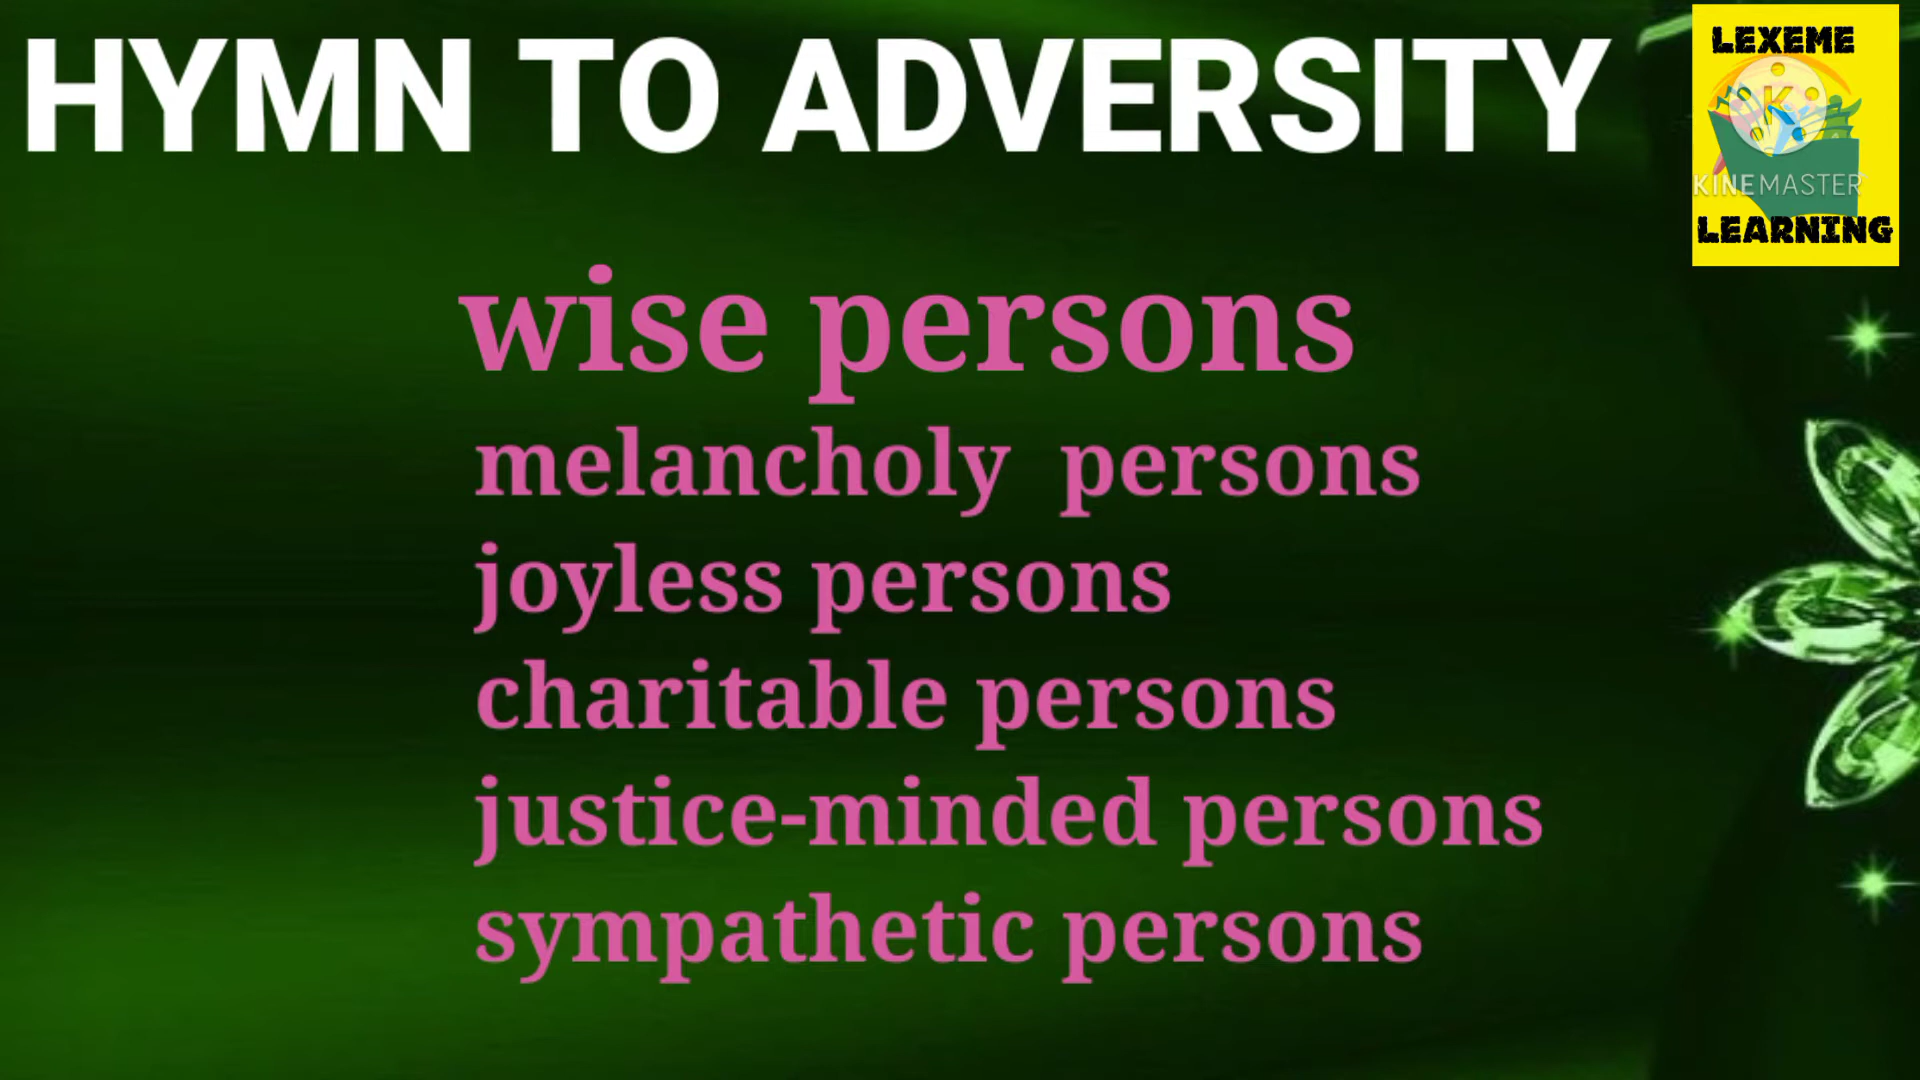 HYMN TO ADVERSITY
LEXEME
K
KINEMASTER
LEARNING
wise persons
melancholy persons
joyless persons
charitable persons
justice-minded persons
sympathetic persons